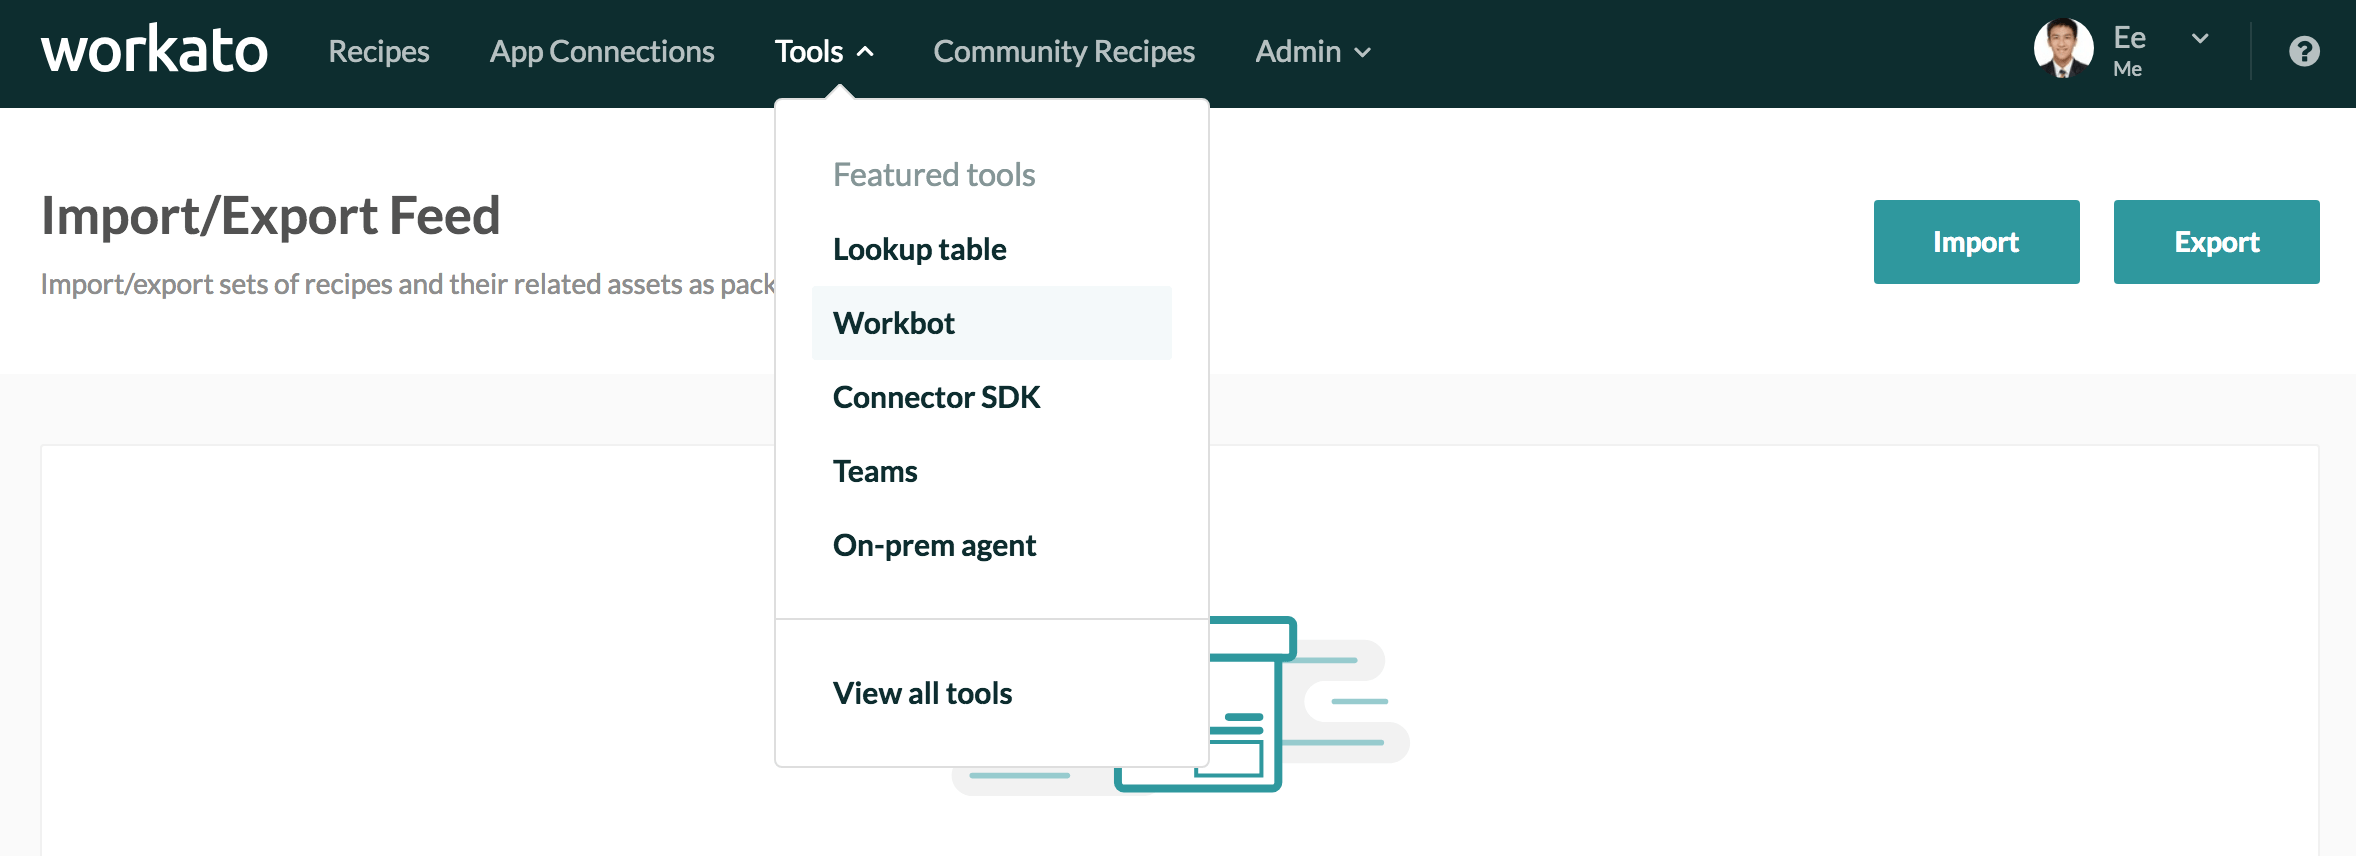 workato Recipes App Connections Tools Community Recipes Admin Ee
Me
Featured tools
Lookup table
Workbot
Connector SDK
Teams
On-prem agent
View all tools
Import/Export Feed
Import/export sets of recipes and their related assets as
Import Export